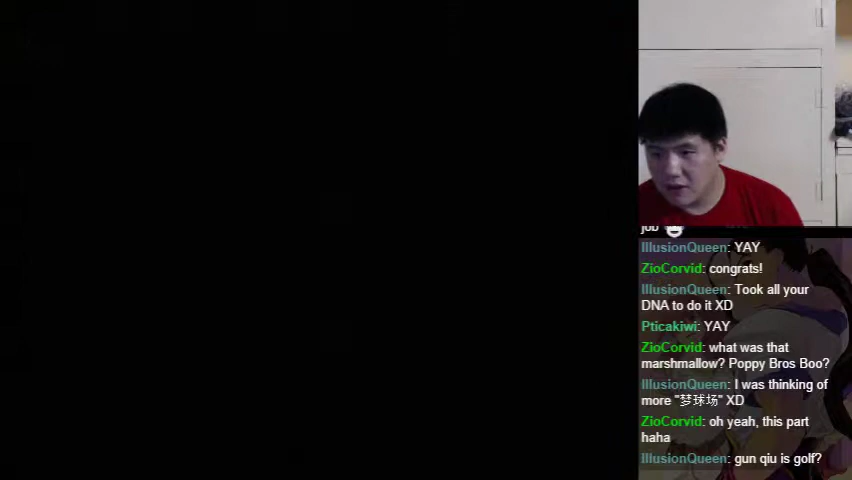 job
IllusionQueen: YAY
ZioCorvid: congrats!
IllusionQueen: Took all your
DNA to do it XD
Pticakiwi: YAY
ZioCorvid: what was that
marshmallow? Poppy Bros Boo?
IllusionQueen: I was thinking of
more "梦球场" XD
ZioCorvid: oh yeah, this part
haha
IllusionQueen: gun qiu is golf?